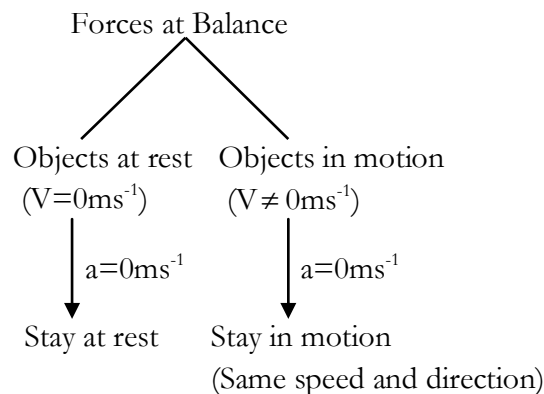 Forces at Balance
Objects at rest Objects in motion
(V=0ms⁻¹) (V≠0ms⁻¹)
a=0ms⁻¹ a=0ms⁻¹
Stay at rest Stay in motion
(Same speed and direction)